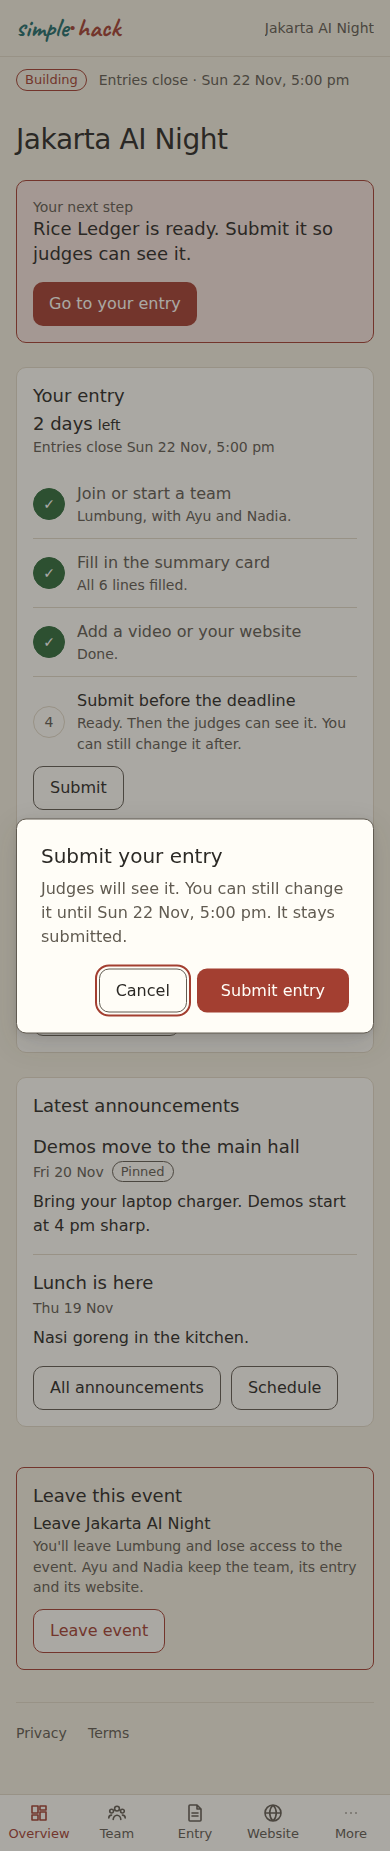 simple·hack
Jakarta AI Night
Building
Entries close · Sun 22 Nov, 5:00 pm
Jakarta AI Night
Your next step
Rice Ledger is ready. Submit it so
judges can see it.
Go to your entry
Your entry
2 days left
Entries close Sun 22 Nov, 5:00 pm
Join or start a team
Lumbung, with Ayu and Nadia.
Fill in the summary card
All 6 lines filled.
Add a video or your website
Done.
4
Submit before the deadline
Ready. Then the judges can see it. You
can still change it after.
Submit
Submit your entry
Judges will see it. You can still change
it until Sun 22 Nov, 5:00 pm. It stays
submitted.
Cancel
Submit entry
Latest announcements
Demos move to the main hall
Fri 20 Nov
Pinned
Bring your laptop charger. Demos start
at 4 pm sharp.
Lunch is here
Thu 19 Nov
Nasi goreng in the kitchen.
All announcements
Schedule
Leave this event
Leave Jakarta AI Night
You'll leave Lumbung and lose access to the
event. Ayu and Nadia keep the team, its entry
and its website.
Leave event
Privacy
Terms
Overview
Team
Entry
Website
More